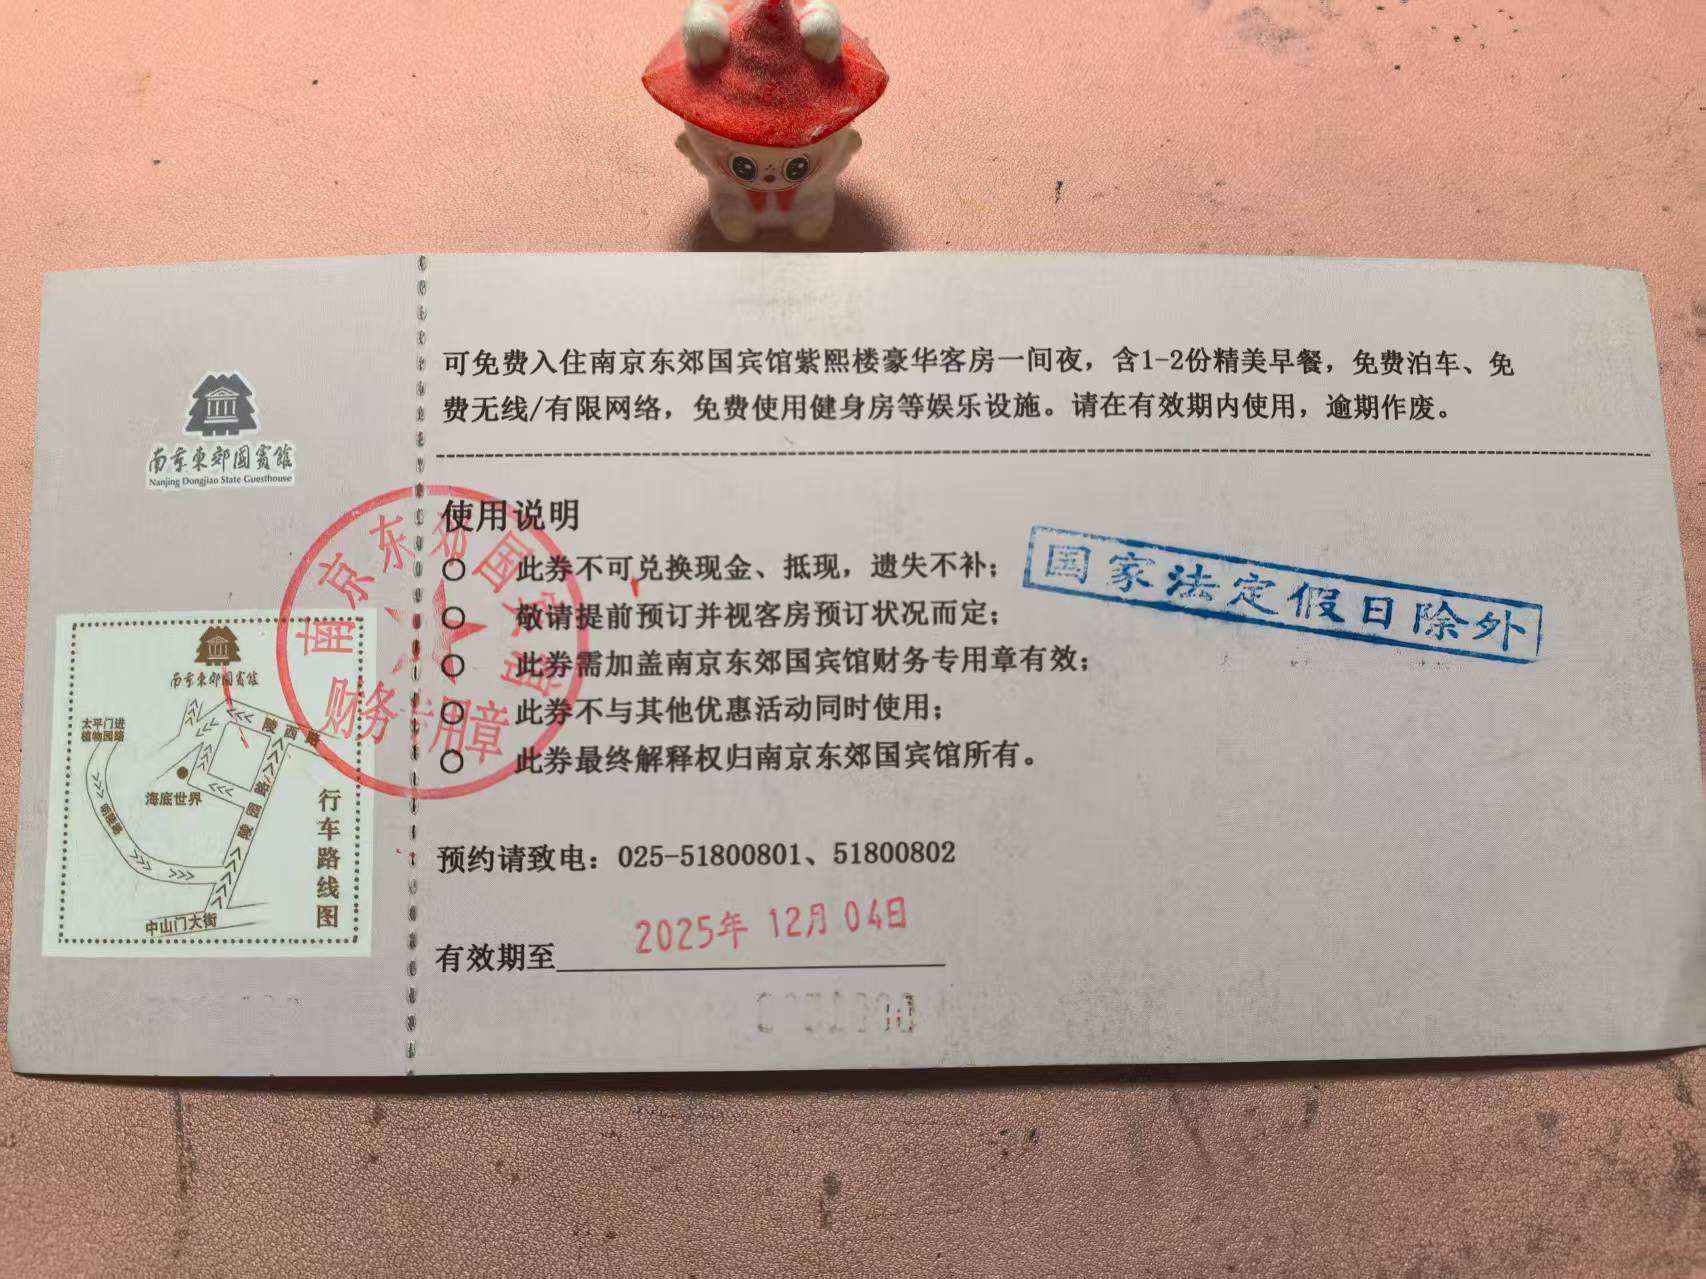 南京東郊国賓館
Nanjing Dongjiao State Guesthouse
可免费入住南京东郊国宾馆紫熙楼豪华客房一间夜，含1-2份精美早餐，免费泊车、免
费无线/有限网络，免费使用健身房等娱乐设施。请在有效期内使用，逾期作废。
使用说明
○ 此券不可兑换现金、抵现，遗失不补；
○ 敬请提前预订并视客房预订状况而定；
○ 此券需加盖南京东郊国宾馆财务专用章有效；
○ 此券不与其他优惠活动同时使用；
○ 此券最终解释权归南京东郊国宾馆所有。
国家法定假日除外
南京东郊国宾馆
财务专用章
预约请致电：025-51800801、51800802
有效期至 2025年 12月 04日
南京東郊国賓館
太平门进
植物园路
陵西路
海底世界
明陵路
陵园路
中山门大街
行车路线图